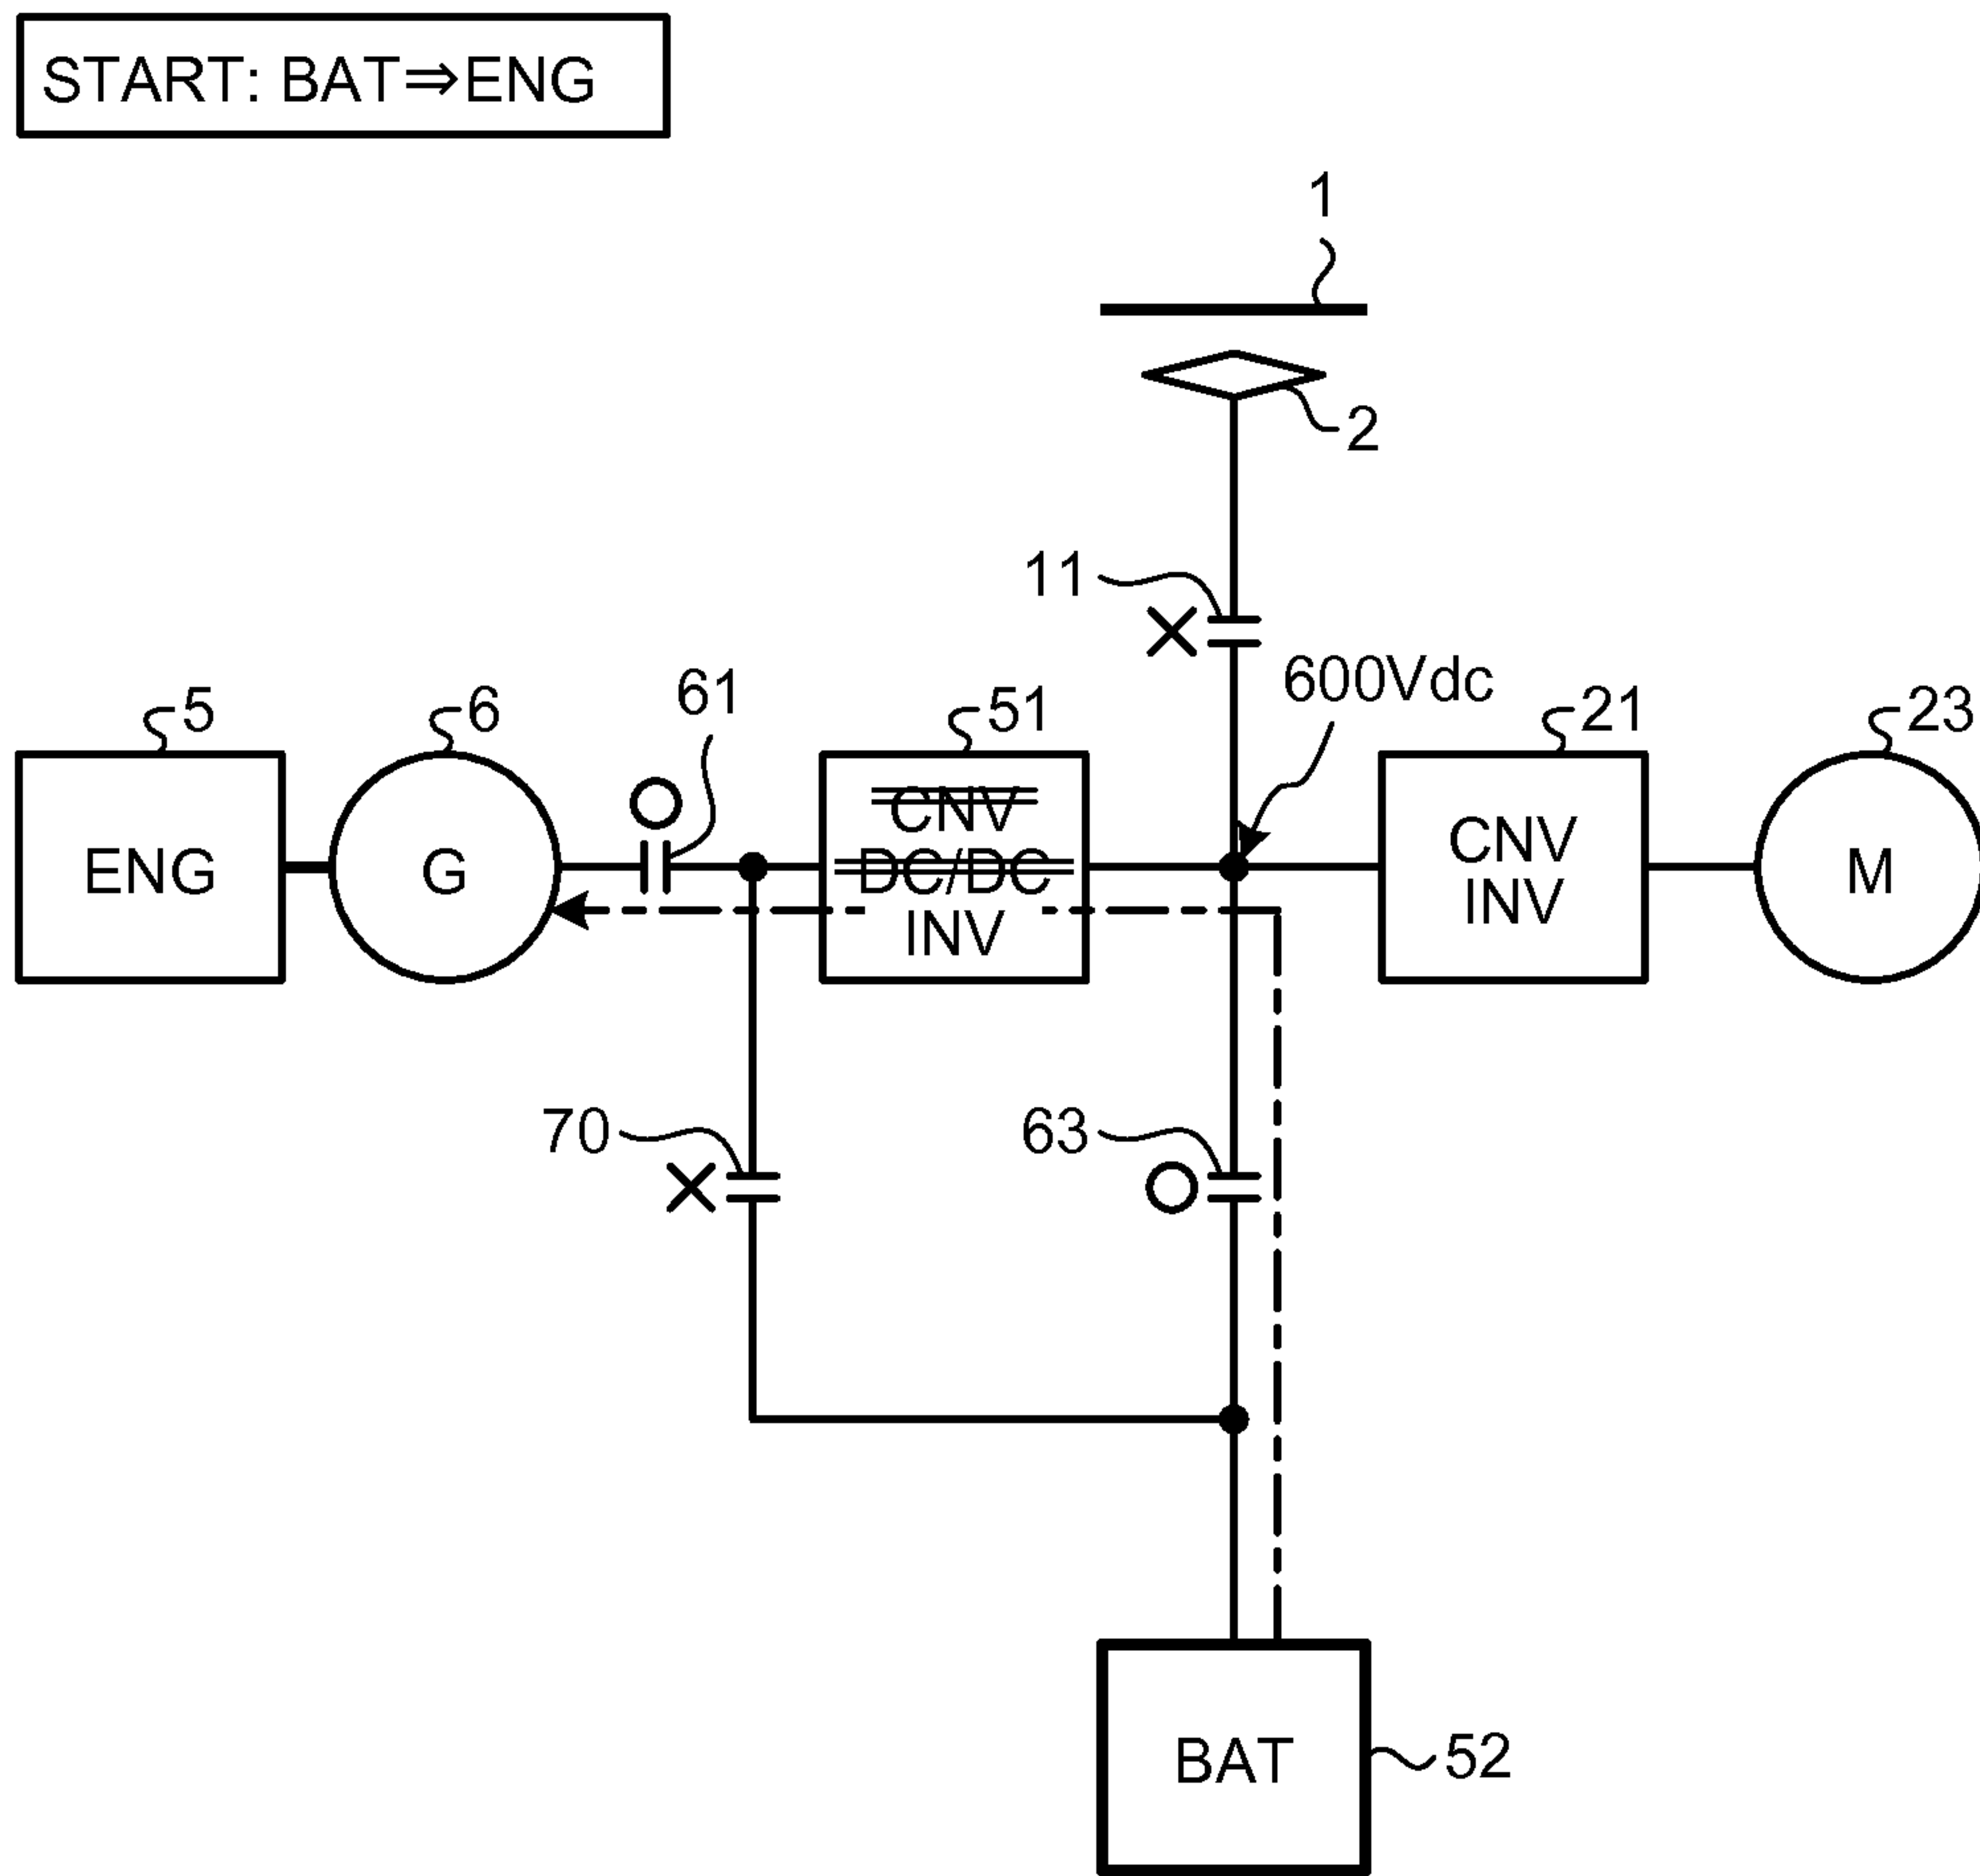 START: BAT⇒ENG
1
2
11
600Vdc
5
6
61
51
21
23
ENG
G
CNV
DC/DC
INV
CNV
INV
M
70
63
BAT
52